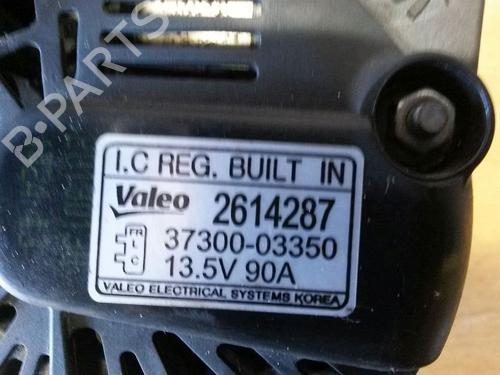 B-PARTS
I.C REG. BUILT IN
Valeo 2614287
FR
L
C
37300-03350
13.5V 90A
VALEO ELECTRICAL SYSTEMS KOREA